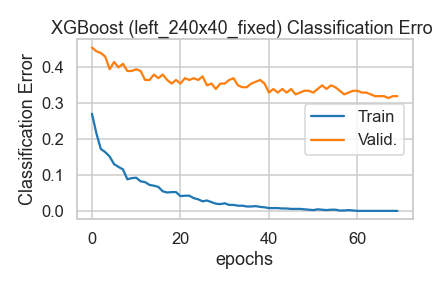 XGBoost (left_240x40_fixed) Classification Erro
Classification Error
0.4
0.3
0.2
0.1
0.0
Train
Valid.
0
20
40
60
epochs